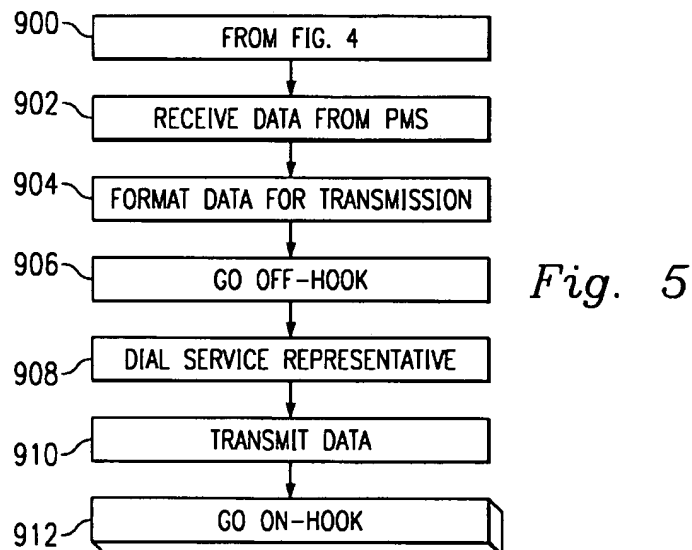 900
FROM FIG. 4
902
RECEIVE DATA FROM PMS
904
FORMAT DATA FOR TRANSMISSION
906
GO OFF-HOOK
Fig. 5
908
DIAL SERVICE REPRESENTATIVE
910
TRANSMIT DATA
912
GO ON-HOOK